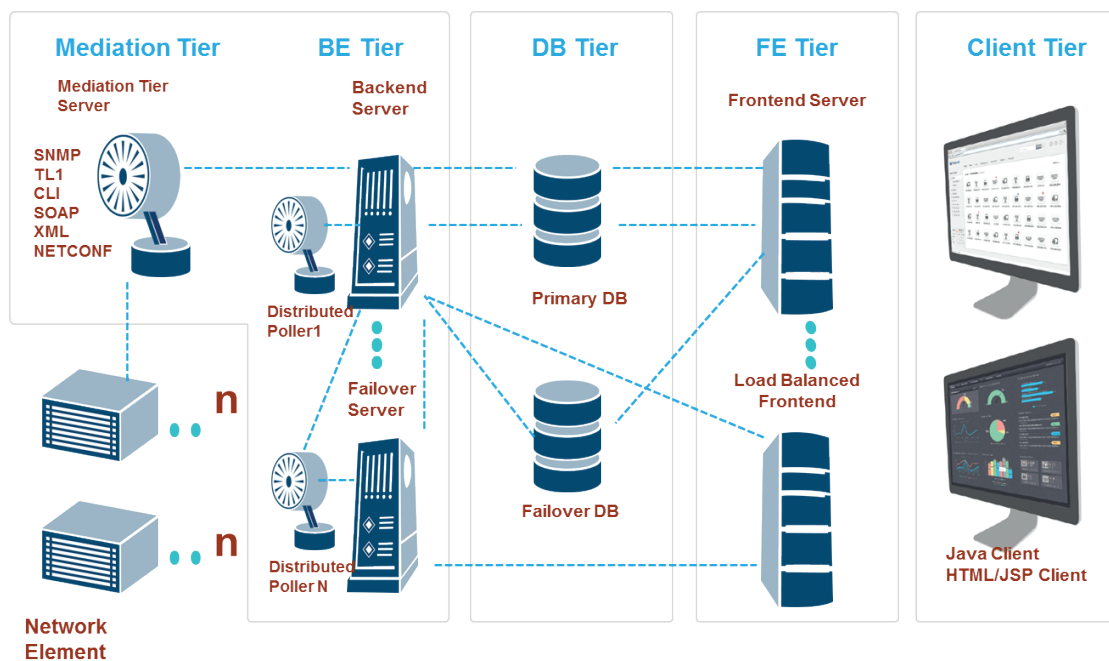 Mediation Tier
BE Tier
DB Tier
FE Tier
Client Tier
Mediation Tier
Server
SNMP
TL1
CLI
SOAP
XML
NETCONF
Backend
Server
Frontend Server
Distributed
Poller1
Primary DB
Failover
Server
Load Balanced
Frontend
n
n
Distributed
Poller N
Failover DB
Java Client
HTML/JSP Client
Network
Element